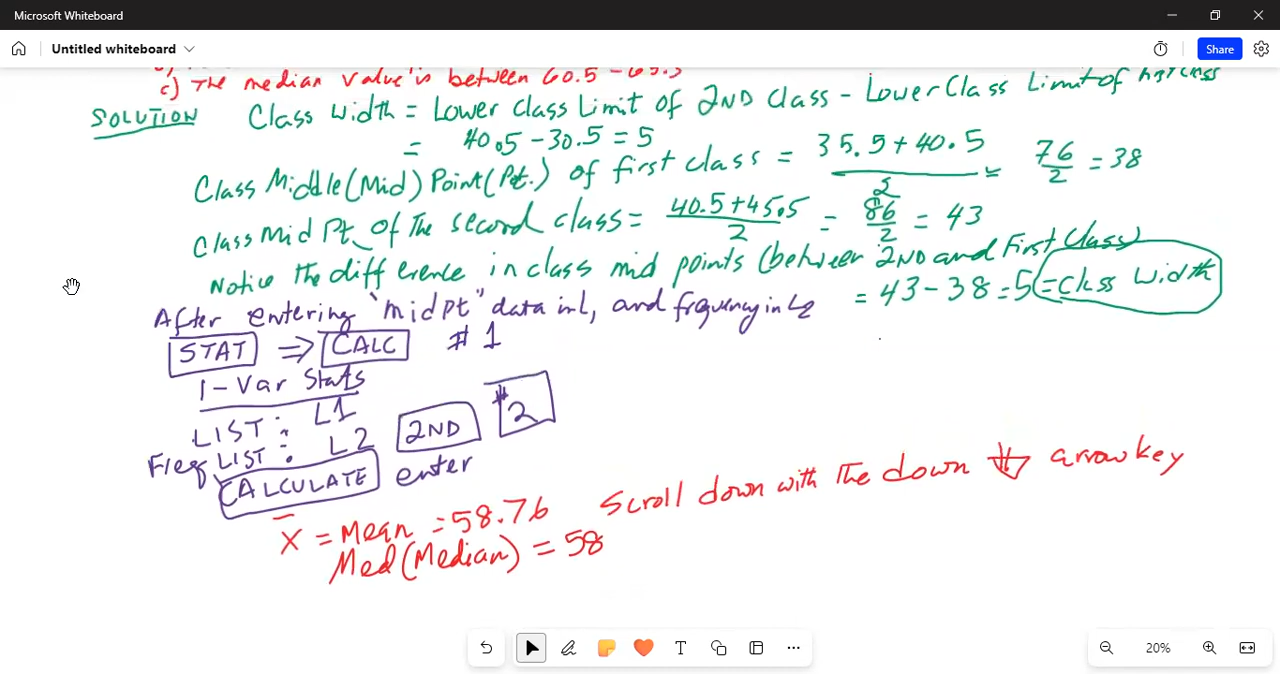 Microsoft Whiteboard
Untitled whiteboard
Share
c) The median value is between 60.5 - 65.5
SOLUTION Class Width = Lower Class Limit of 2ND Class - Lower Class Limit of first class
= 40.5 - 30.5 = 5
Class Middle (Mid) Point (Pt.) of first class = 35.5 + 40.5 / 2 = 76/2 = 38
Class Mid Pt of The second class = 40.5 + 45.5 / 2 = 86/2 = 43
Notice The difference in class mid points (between 2ND and First Class)
= 43 - 38 = 5 = Class Width
After entering "midPt" data in L1 and frequency in L2
STAT ⇒ CALC #1
1-Var Stats
LIST: L1
Freq LIST: L2 2ND #2
CALCULATE enter
x̄ = Mean = 58.76 Scroll down with The down arrow key
Med (Median) = 58
20%